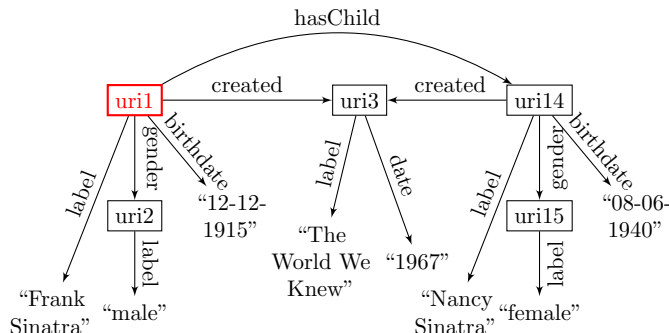 hasChild
created
created
uri1
uri3
uri14
label
gender
birthdate
label
date
label
gender
birthdate
uri2
“12-12-
1915”
uri15
“08-06-
1940”
label
label
“The
World We
Knew”
“1967”
“Frank
Sinatra”
“male”
“Nancy
Sinatra”
“female”